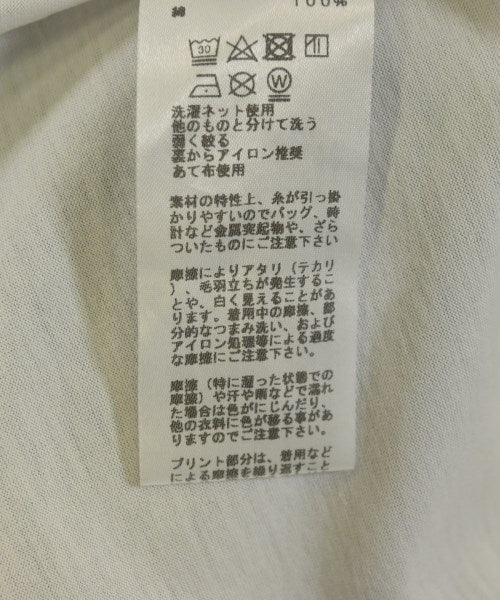 綿 100%
30
W
洗濯ネット使用
他のものと分けて洗う
弱く絞る
裏からアイロン推奨
あて布使用
素材の特性上、糸が引っ掛
かりやすいのでバッグ、時
計など金属突起物や、ざら
ついたものにご注意下さい
摩擦によりアタリ（テカリ
）、毛羽立ちが発生するこ
とや、白く見えることがあ
ります。着用中の摩擦、部
分的なつまみ洗い、および
アイロン処理等による過度
な摩擦にご注意下さい。
摩擦（特に湿った状態での
摩擦）や汗や雨などで濡れ
た場合は色がにじんだり、
他の衣料に色が移る事があ
りますのでご注意下さい。
プリント部分は、着用など
による摩擦を繰り返すこと